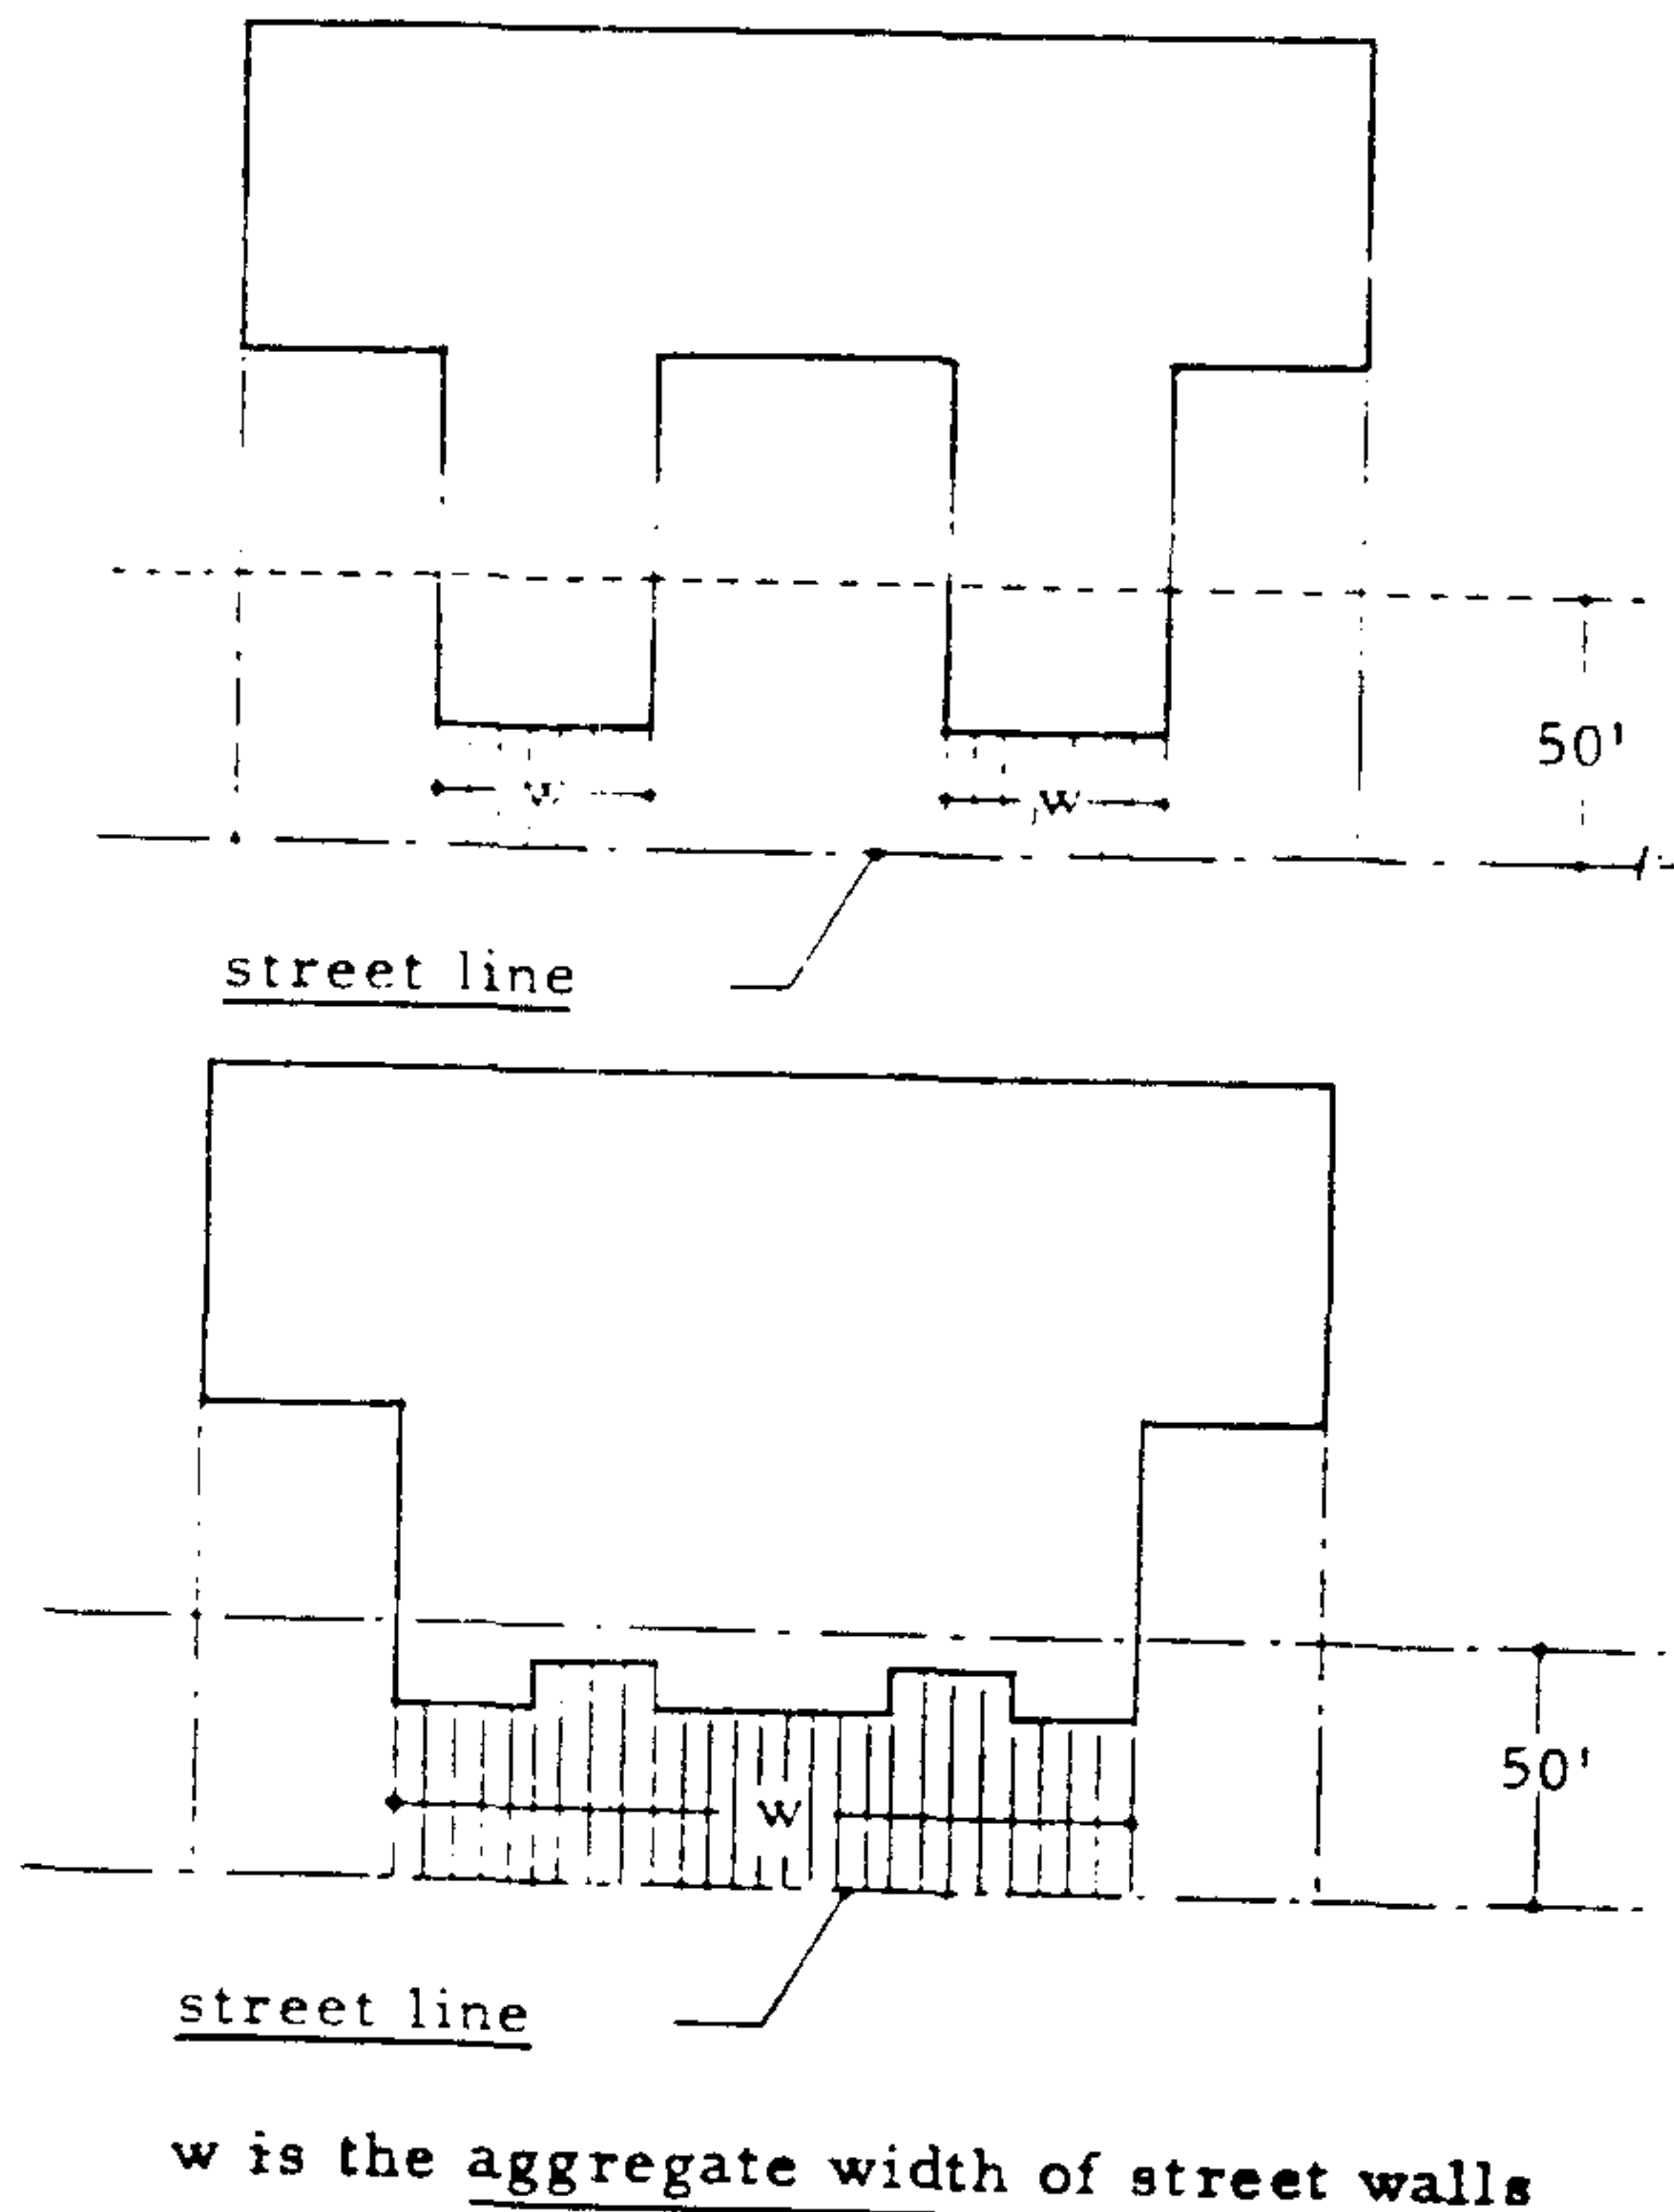 w
50'
street line
w
50'
street line
w is the aggregate width of street walls